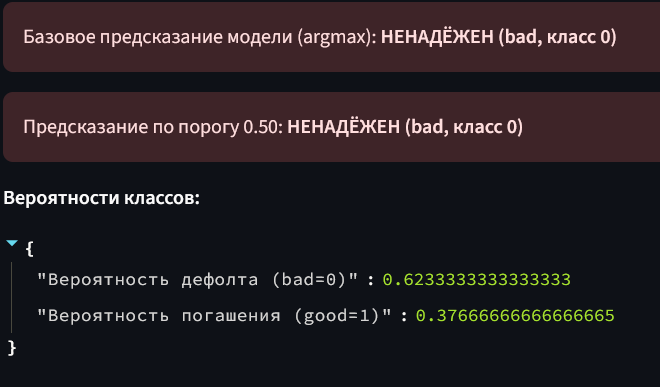 Базовое предсказание модели (argmax): НЕНАДЁЖЕН (bad, класс 0)
Предсказание по порогу 0.50: НЕНАДЁЖЕН (bad, класс 0)
Вероятности классов:
{
"Вероятность дефолта (bad=0)" : 0.6233333333333333
"Вероятность погашения (good=1)" : 0.37666666666666665
}